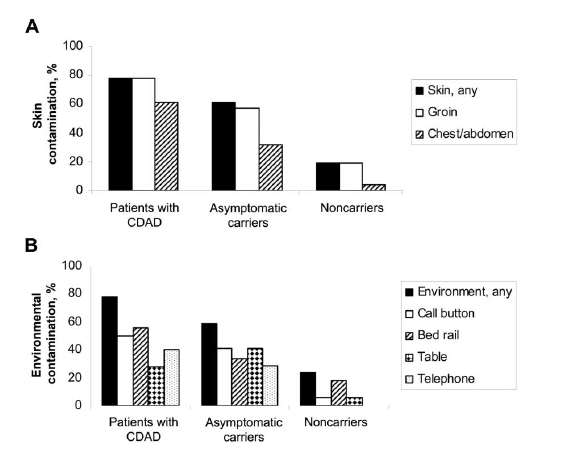 A
Skin
contamination, %
100
80
60
40
20
0
Patients with
CDAD
Asymptomatic
carriers
Noncarriers
Skin, any
Groin
Chest/abdomen
B
Environmental
contamination, %
100
80
60
40
20
0
Patients with
CDAD
Asymptomatic
carriers
Noncarriers
Environment, any
Call button
Bed rail
Table
Telephone